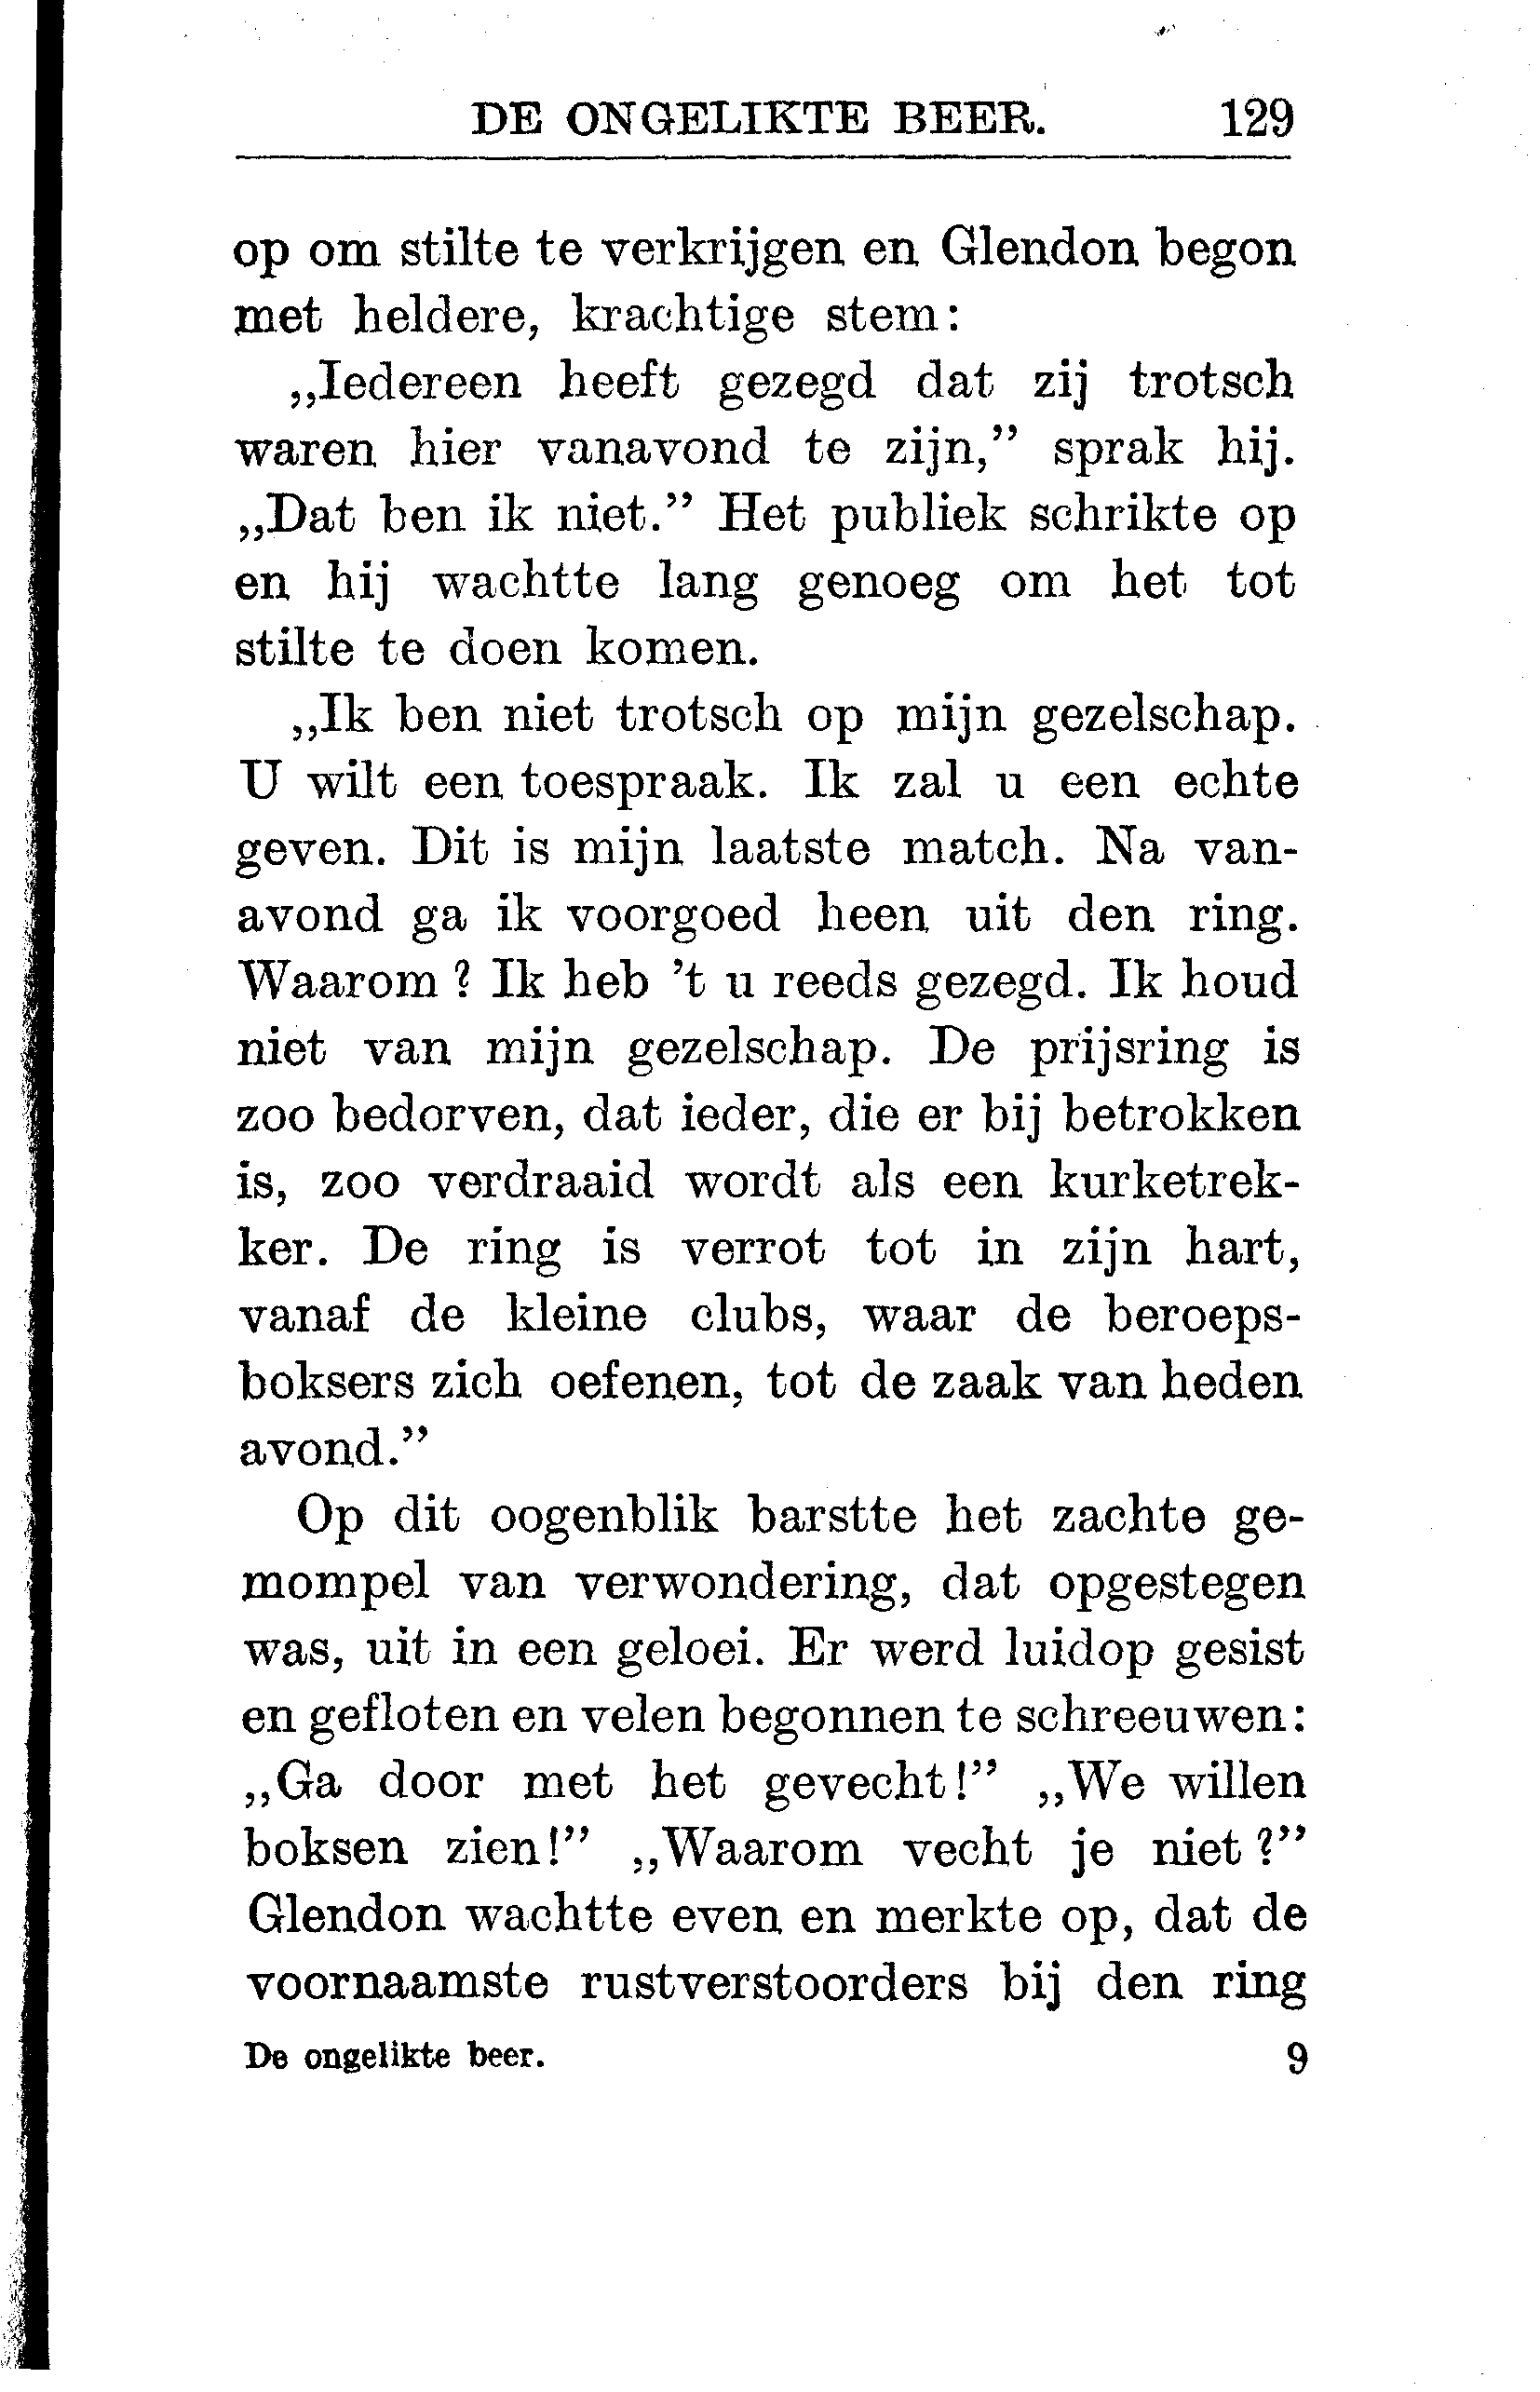 DE ONGELIKTE BEER. 129
op om stilte te verkrijgen en Glendon begon
met heldere, krachtige stem:
„Iedereen heeft gezegd dat zij trotsch
waren hier vanavond te zijn,” sprak hij.
„Dat ben ik niet.” Het publiek schrikte op
en hij wachtte lang genoeg om het tot
stilte te doen komen.
„Ik ben niet trotsch op mijn gezelschap.
U wilt een toespraak. Ik zal u een echte
geven. Dit is mijn laatste match. Na van-
avond ga ik voorgoed heen uit den ring.
Waarom ? Ik heb ’t u reeds gezegd. Ik houd
niet van mijn gezelschap. De prijsring is
zoo bedorven, dat ieder, die er bij betrokken
is, zoo verdraaid wordt als een kurketrek-
ker. De ring is verrot tot in zijn hart,
vanaf de kleine clubs, waar de beroeps-
boksers zich oefenen, tot de zaak van heden
avond.”
Op dit oogenblik barstte het zachte ge-
mompel van verwondering, dat opgestegen
was, uit in een geloei. Er werd luidop gesist
en gefloten en velen begonnen te schreeuwen:
„Ga door met het gevecht!” „We willen
boksen zien!” „Waarom vecht je niet ?”
Glendon wachtte even en merkte op, dat de
voornaamste rustverstoorders bij den ring
De ongelikte beer. 9